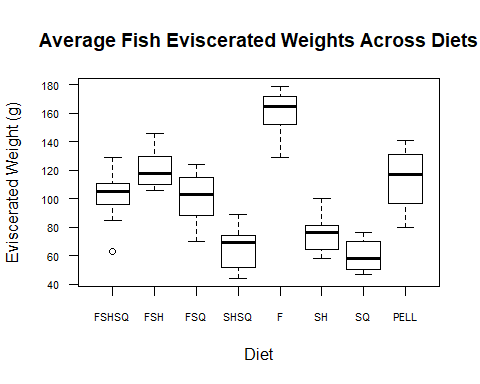 Average Fish Eviscerated Weights Across Diets
Eviscerated Weight (g)
180
160
140
120
100
80
60
40
FSHSQ FSH FSQ SHSQ F SH SQ PELL
Diet